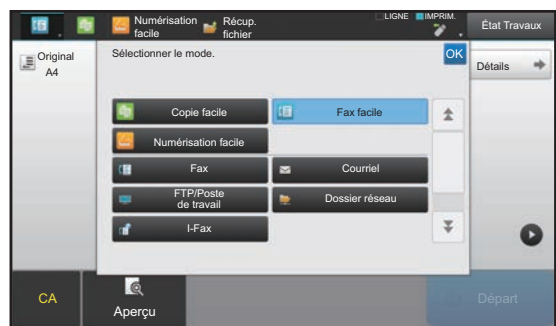 Numérisation facile
Récup. fichier
LIGNE
IMPRIM.
État Travaux
Original
A4
Sélectionner le mode.
OK
Détails
Copie facile
Fax facile
Numérisation facile
Fax
Courriel
FTP/Poste
de travail
Dossier réseau
I-Fax
CA
Aperçu
Départ